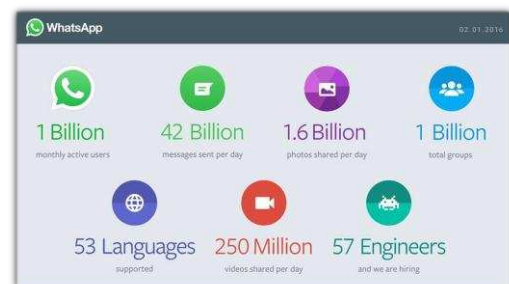 WhatsApp
02.01.2016
1 Billion
monthly active users
42 Billion
messages sent per day
1.6 Billion
photos shared per day
1 Billion
total groups
53 Languages
supported
250 Million
videos shared per day
57 Engineers
and we are hiring